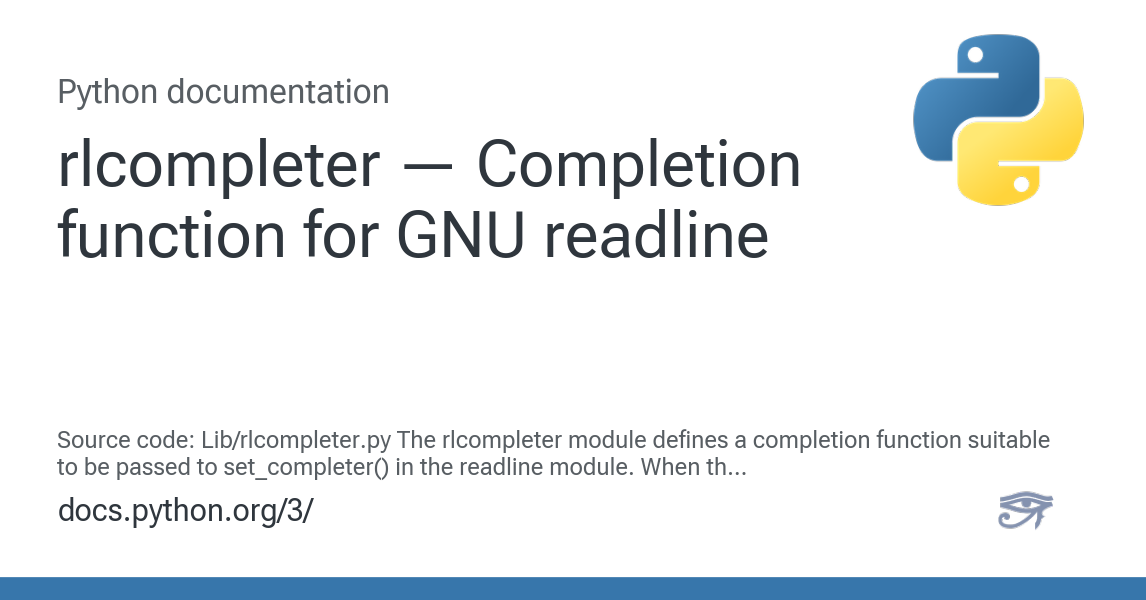 Python documentation
rlcompleter — Completion
function for GNU readline
Source code: Lib/rlcompleter.py The rlcompleter module defines a completion function suitable
to be passed to set_completer() in the readline module. When th...
docs.python.org/3/